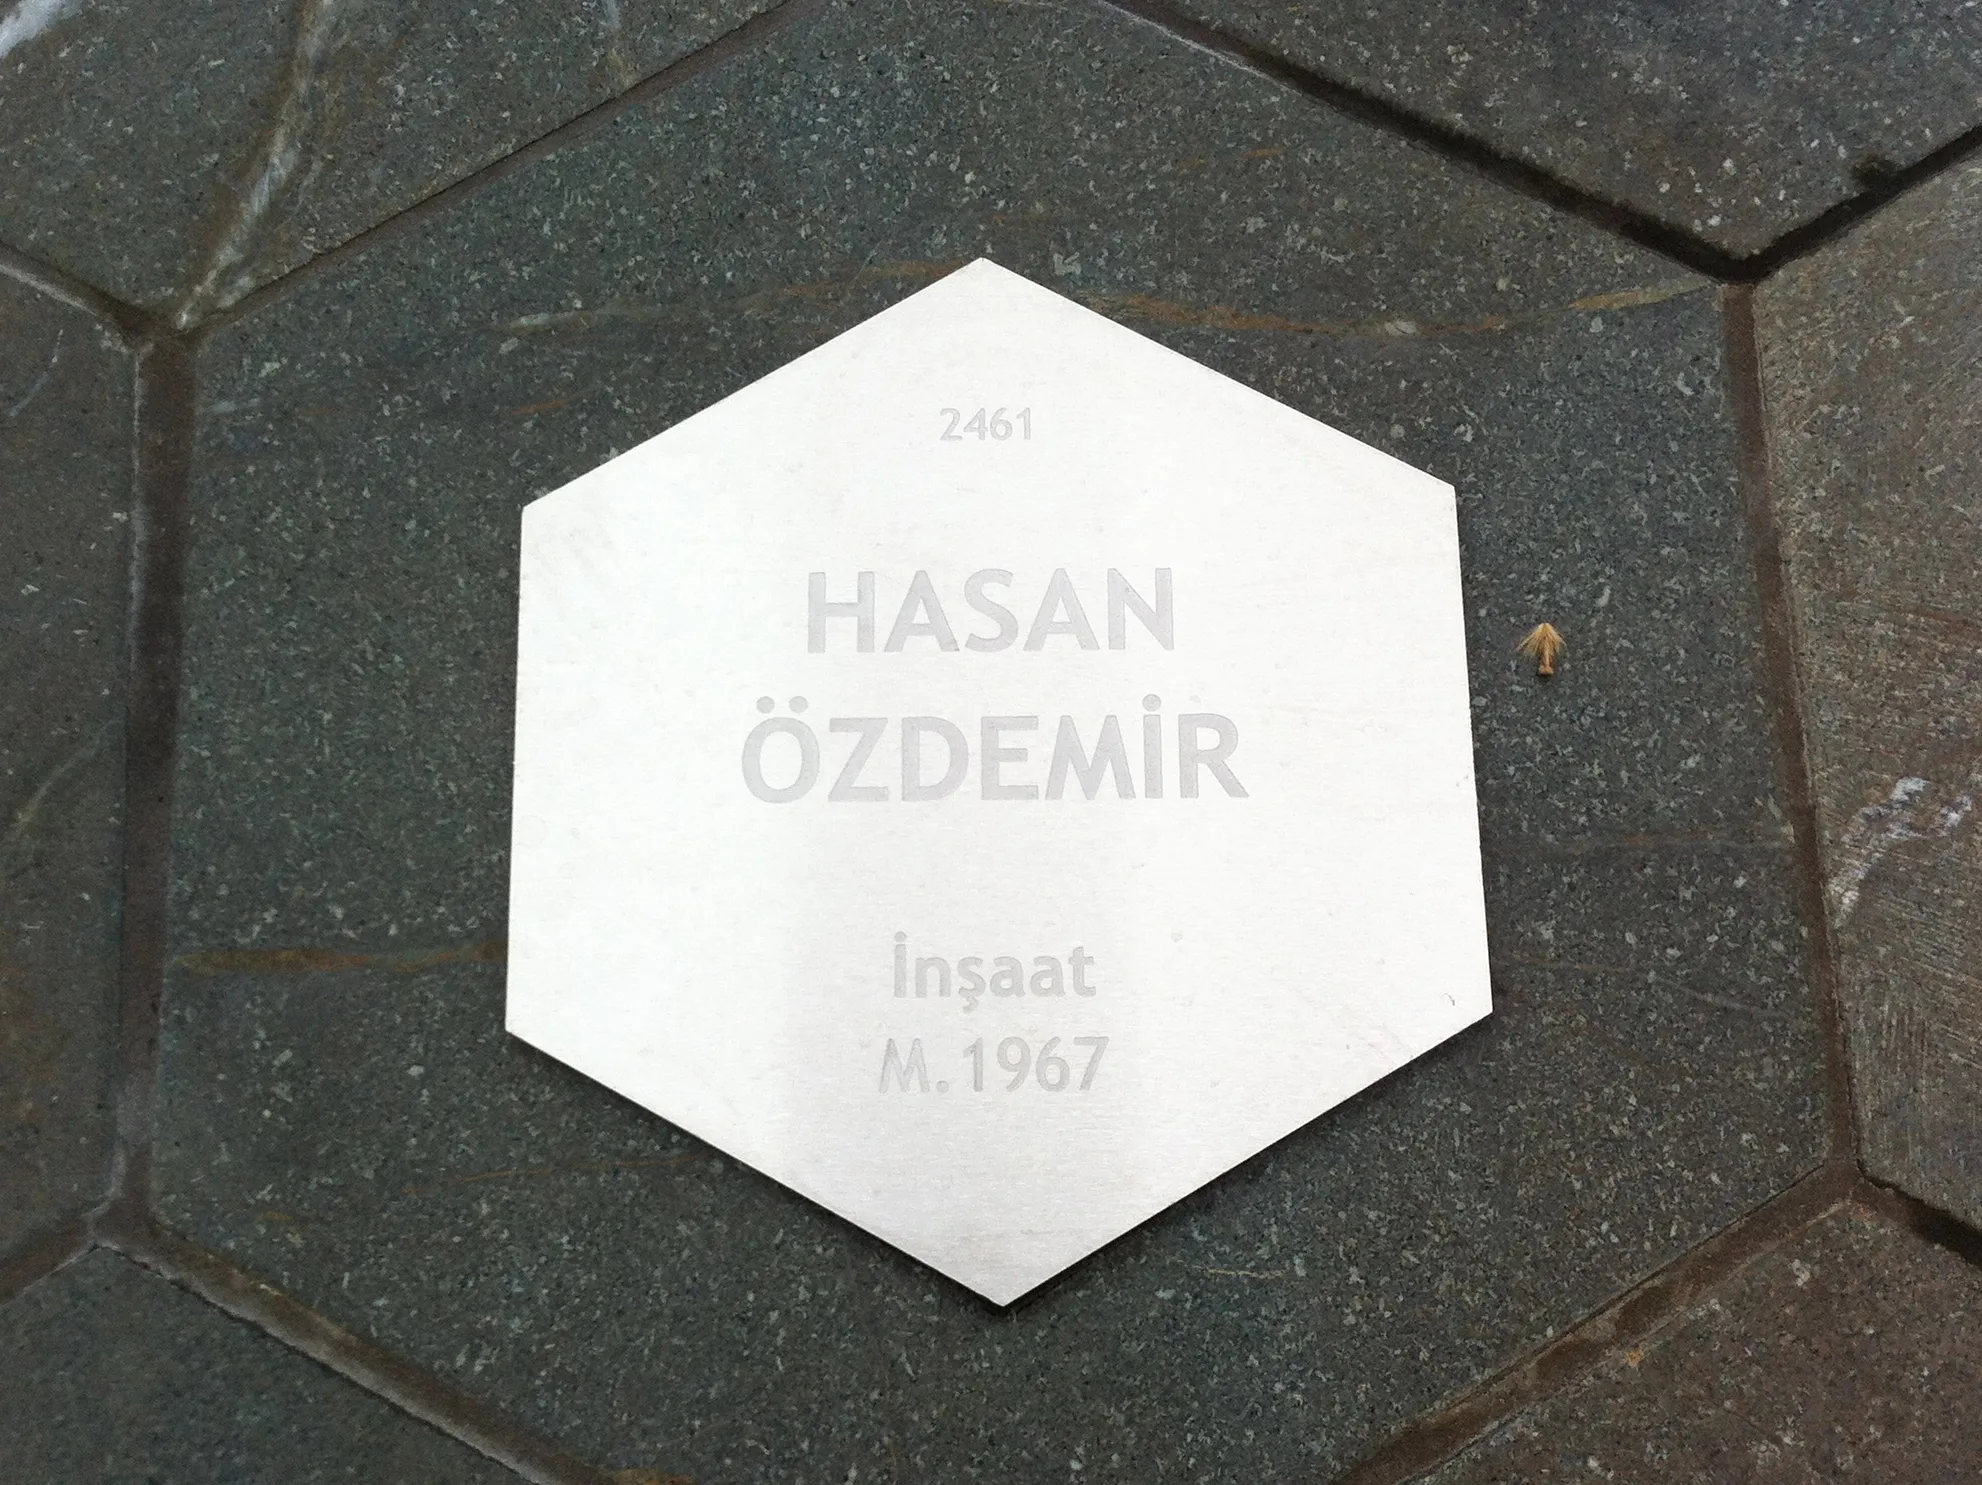 2461
HASAN
ÖZDEMİR
İnşaat
M. 1967